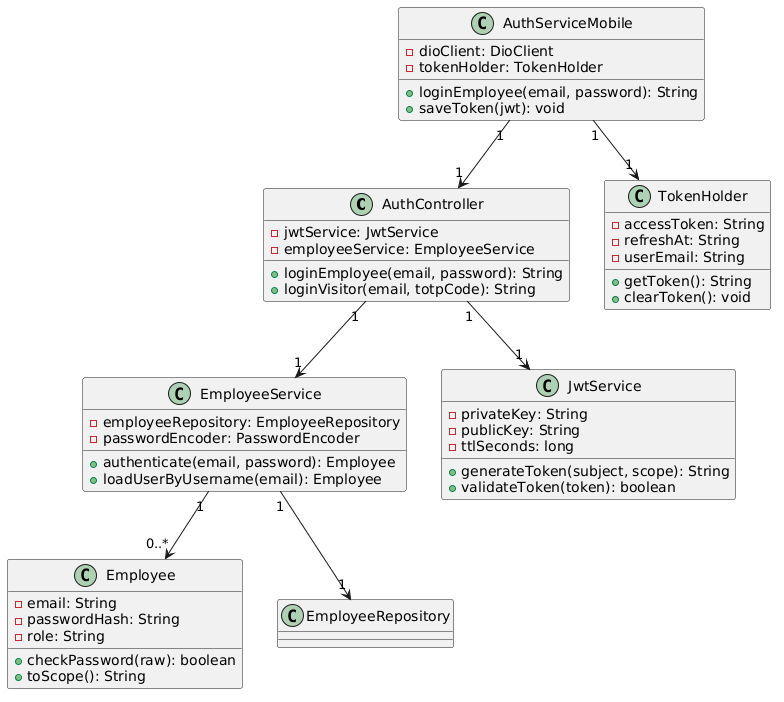 C AuthServiceMobile
dioClient: DioClient
tokenHolder: TokenHolder
loginEmployee(email, password): String
saveToken(jwt): void
1
1
1
1
C AuthController
jwtService: JwtService
employeeService: EmployeeService
loginEmployee(email, password): String
loginVisitor(email, totpCode): String
C TokenHolder
accessToken: String
refreshAt: String
userEmail: String
getToken(): String
clearToken(): void
1
1
1
1
C EmployeeService
employeeRepository: EmployeeRepository
passwordEncoder: PasswordEncoder
authenticate(email, password): Employee
loadUserByUsername(email): Employee
C JwtService
privateKey: String
publicKey: String
ttlSeconds: long
generateToken(subject, scope): String
validateToken(token): boolean
1
1
0..*
1
C Employee
email: String
passwordHash: String
role: String
checkPassword(raw): boolean
toScope(): String
C EmployeeRepository